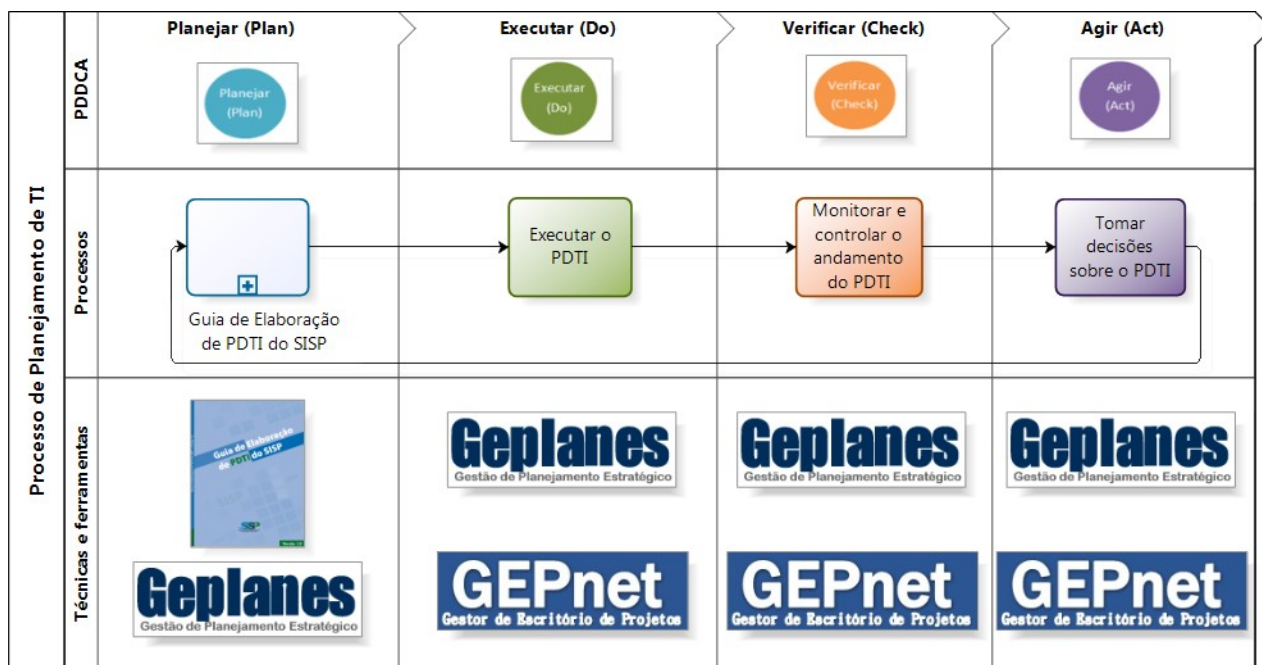 Processo de Planejamento de TI
Planejar (Plan)
Executar (Do)
Verificar (Check)
Agir (Act)
PDDCA
Planejar
(Plan)
Executar
(Do)
Verificar
(Check)
Agir
(Act)
Processos
Guia de Elaboração
de PDTI do SISP
Executar o
PDTI
Monitorar e
controlar o
andamento
do PDTI
Tomar
decisões
sobre o PDTI
Técnicas e ferramentas
Guia de Elaboração
de PDTI do SISP
SISP
Geplanes
Gestão de Planejamento Estratégico
Geplanes
Gestão de Planejamento Estratégico
GEPnet
Gestor de Escritório de Projetos
Geplanes
Gestão de Planejamento Estratégico
GEPnet
Gestor de Escritório de Projetos
Geplanes
Gestão de Planejamento Estratégico
GEPnet
Gestor de Escritório de Projetos